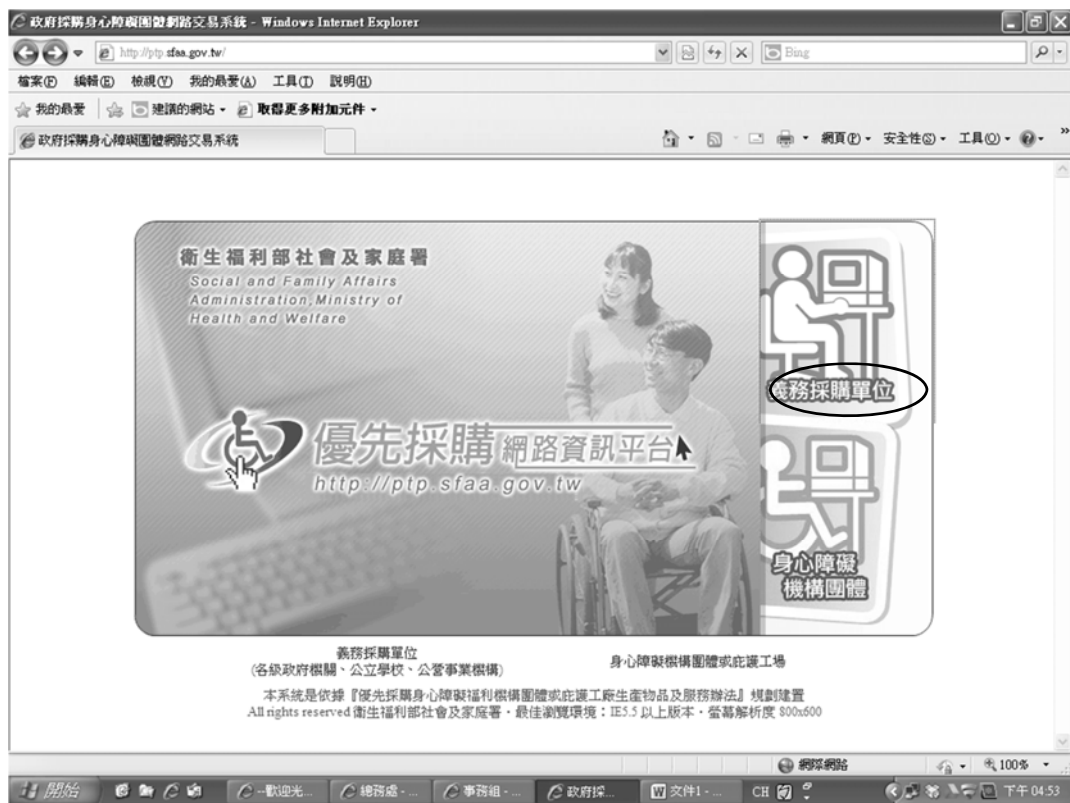 政府採購身心障礙團體網路交易系統 - Windows Internet Explorer
http://ptp.sfaa.gov.tw/
Bing
檔案(F) 編輯(E) 檢視(V) 我的最愛(A) 工具(T) 說明(H)
我的最愛 建議的網站 取得更多附加元件
政府採購身心障礙團體網路交易系統
網頁(P) 安全性(S) 工具(O)
衛生福利部社會及家庭署
Social and Family Affairs
Administration,Ministry of
Health and Welfare
義務採購單位
優先採購網路資訊平台
http://ptp.sfaa.gov.tw
身心障礙
機構團體
義務採購單位
(各級政府機關、公立學校、公營事業機構)
身心障礙機構團體或庇護工場
本系統是依據『優先採購身心障礙福利機構團體或庇護工廠生產物品及服務辦法』規劃建置
All rights reserved 衛生福利部社會及家庭署‧最佳瀏覽環境：IE5.5 以上版本‧螢幕解析度 800x600
網際網路 100%
開始 --歡迎光... 總務處 - ... 事務組 - ... 政府採... 文件1 - ... CH 下午 04:53